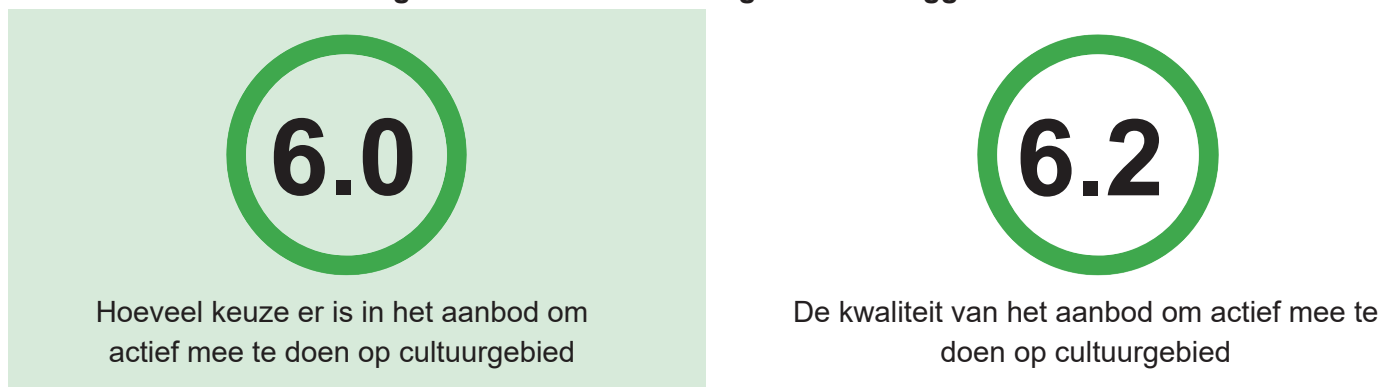 6.0
Hoeveel keuze er is in het aanbod om
actief mee te doen op cultuurgebied
6.2
De kwaliteit van het aanbod om actief mee te
doen op cultuurgebied